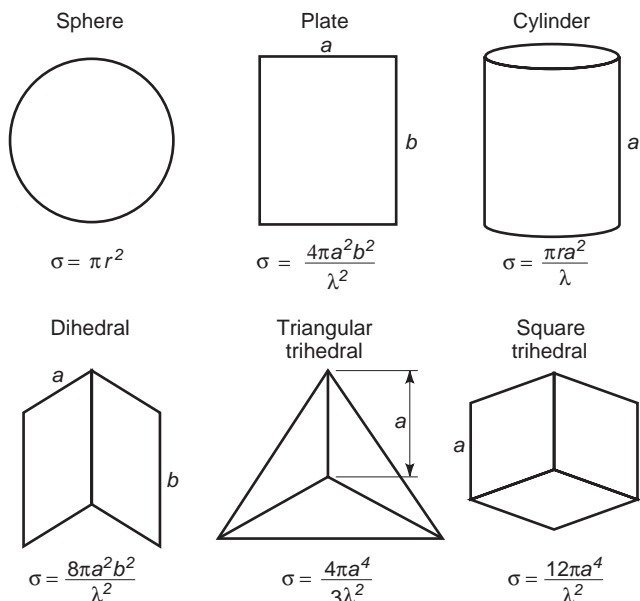 Sphere
Plate
Cylinder
a
b
a
σ = πr²
σ = 4πa²b²/λ²
σ = πra²/λ
Dihedral
Triangular
trihedral
Square
trihedral
a
b
a
a
σ = 8πa²b²/λ²
σ = 4πa⁴/3λ²
σ = 12πa⁴/λ²